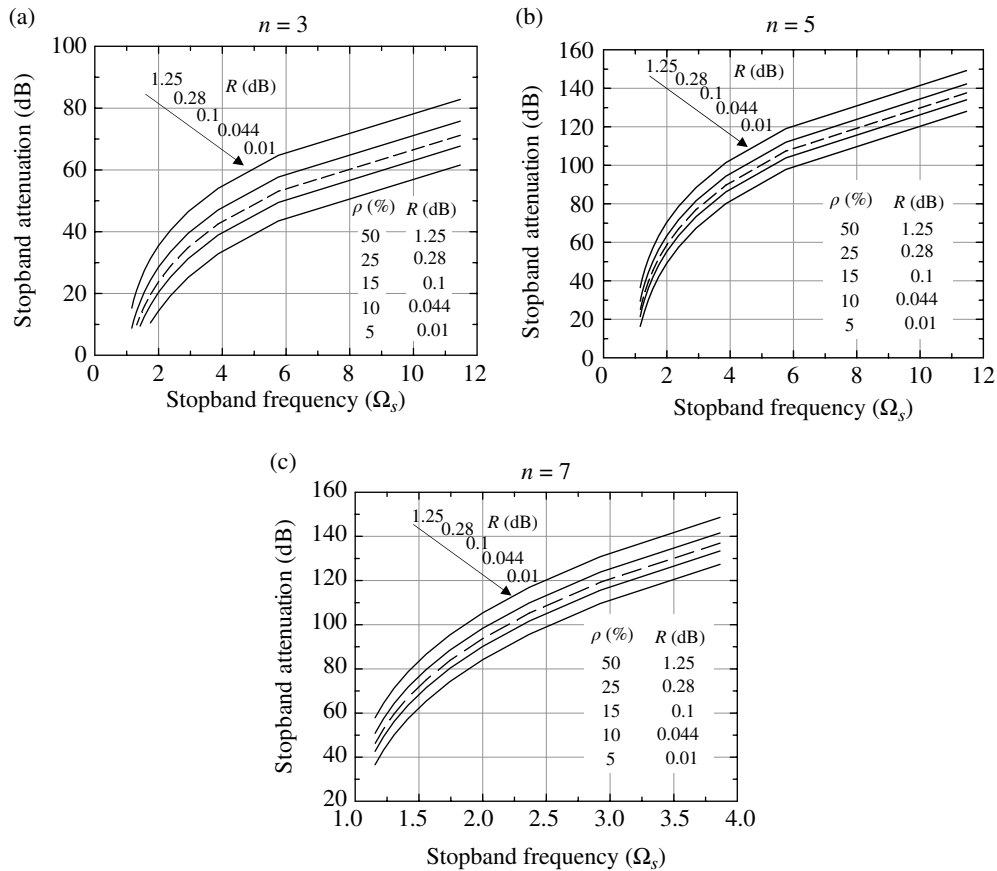 (a)
n = 3
Stopband attenuation (dB)
100
80
60
40
20
0
1.25
0.28
0.1
0.044
0.01
R (dB)
ρ (%) R (dB)
50 1.25
25 0.28
15 0.1
10 0.044
5 0.01
0 2 4 6 8 10 12
Stopband frequency (Ωs)
(b)
n = 5
Stopband attenuation (dB)
160
140
120
100
80
60
40
20
0
1.25
0.28
0.1
0.044
0.01
R (dB)
ρ (%) R (dB)
50 1.25
25 0.28
15 0.1
10 0.044
5 0.01
0 2 4 6 8 10 12
Stopband frequency (Ωs)
(c)
n = 7
Stopband attenuation (dB)
160
140
120
100
80
60
40
20
1.25
0.28
0.1
0.044
0.01
R (dB)
ρ (%) R (dB)
50 1.25
25 0.28
15 0.1
10 0.044
5 0.01
1.0 1.5 2.0 2.5 3.0 3.5 4.0
Stopband frequency (Ωs)